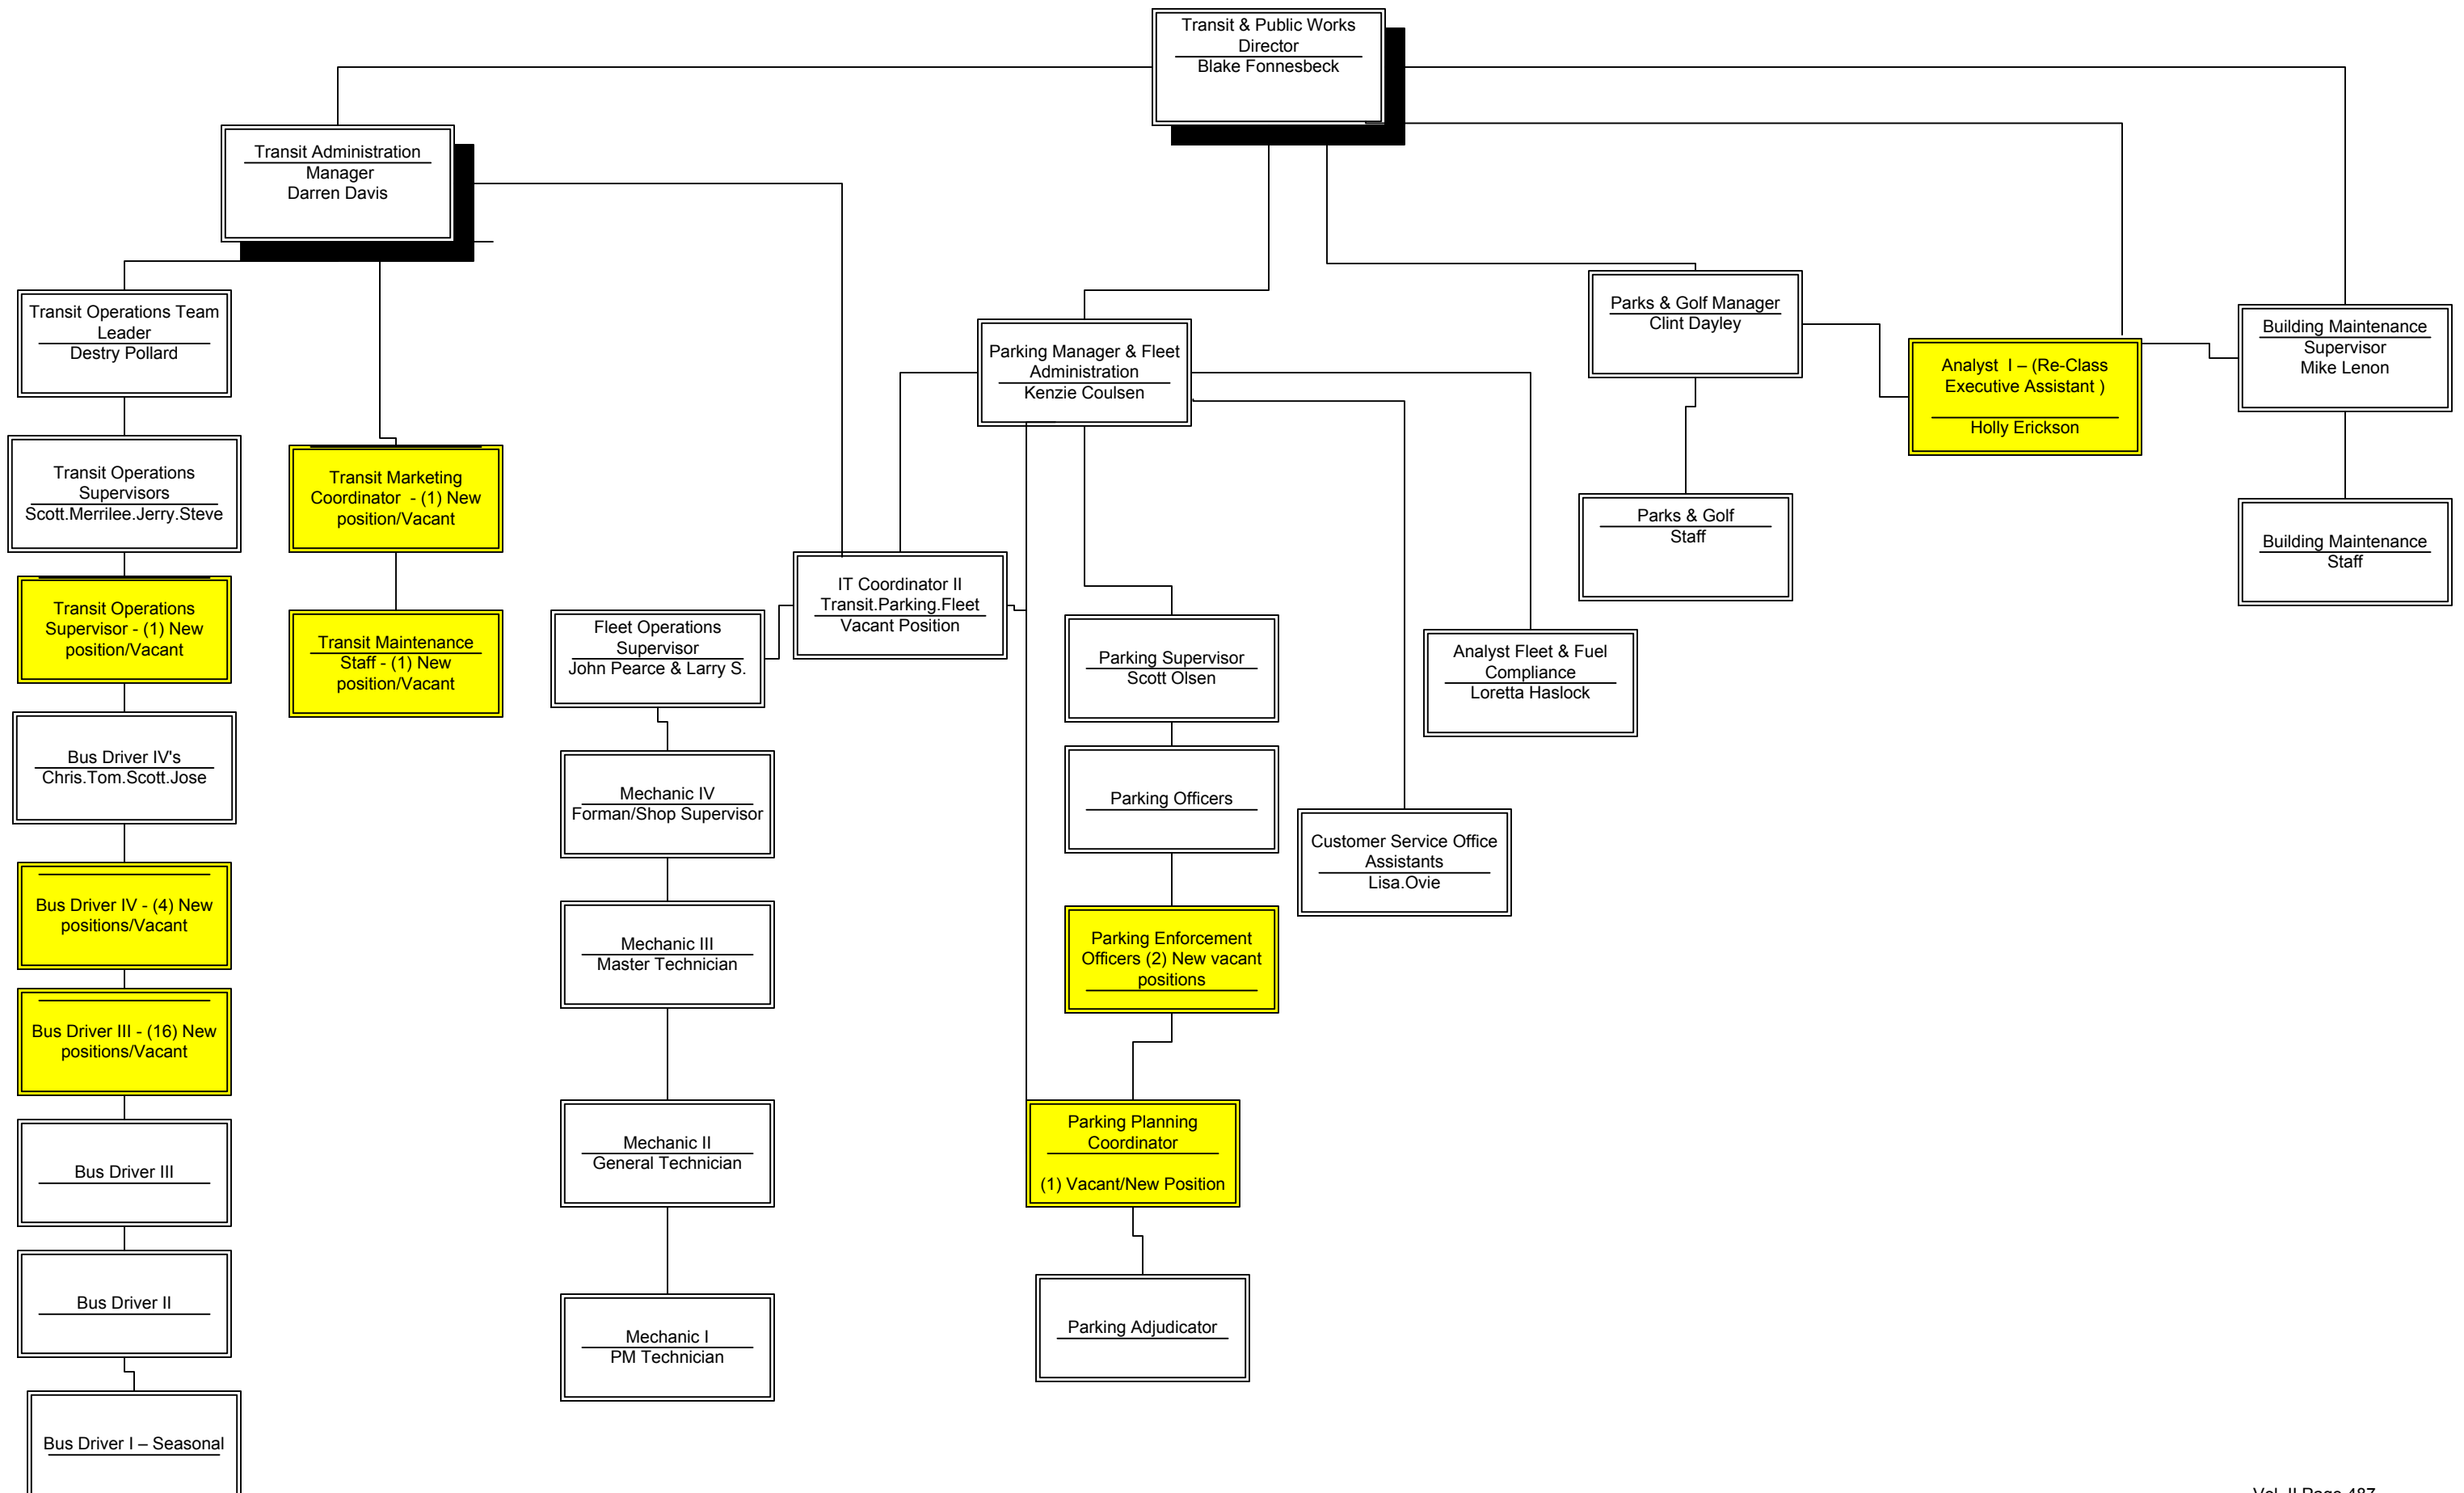 Transit & Public Works
Director
Blake Fonnesbeck
Transit Administration
Manager
Darren Davis
Transit Operations Team
Leader
Destry Pollard
Parking Manager & Fleet
Administration
Kenzie Coulsen
Parks & Golf Manager
Clint Dayley
Analyst I – (Re-Class
Executive Assistant )
Holly Erickson
Building Maintenance
Supervisor
Mike Lenon
Transit Operations
Supervisors
Scott.Merrilee.Jerry.Steve
Transit Marketing
Coordinator - (1) New
position/Vacant
Parks & Golf
Staff
Building Maintenance
Staff
Transit Operations
Supervisor - (1) New
position/Vacant
Transit Maintenance
Staff - (1) New
position/Vacant
Fleet Operations
Supervisor
John Pearce & Larry S.
IT Coordinator II
Transit.Parking.Fleet
Vacant Position
Parking Supervisor
Scott Olsen
Analyst Fleet & Fuel
Compliance
Loretta Haslock
Bus Driver IV's
Chris.Tom.Scott.Jose
Mechanic IV
Forman/Shop Supervisor
Parking Officers
Customer Service Office
Assistants
Lisa.Ovie
Bus Driver IV - (4) New
positions/Vacant
Mechanic III
Master Technician
Parking Enforcement
Officers (2) New vacant
positions
Bus Driver III - (16) New
positions/Vacant
Bus Driver III
Mechanic II
General Technician
Parking Planning
Coordinator
(1) Vacant/New Position
Bus Driver II
Mechanic I
PM Technician
Parking Adjudicator
Bus Driver I – Seasonal
Vol. II Page 487